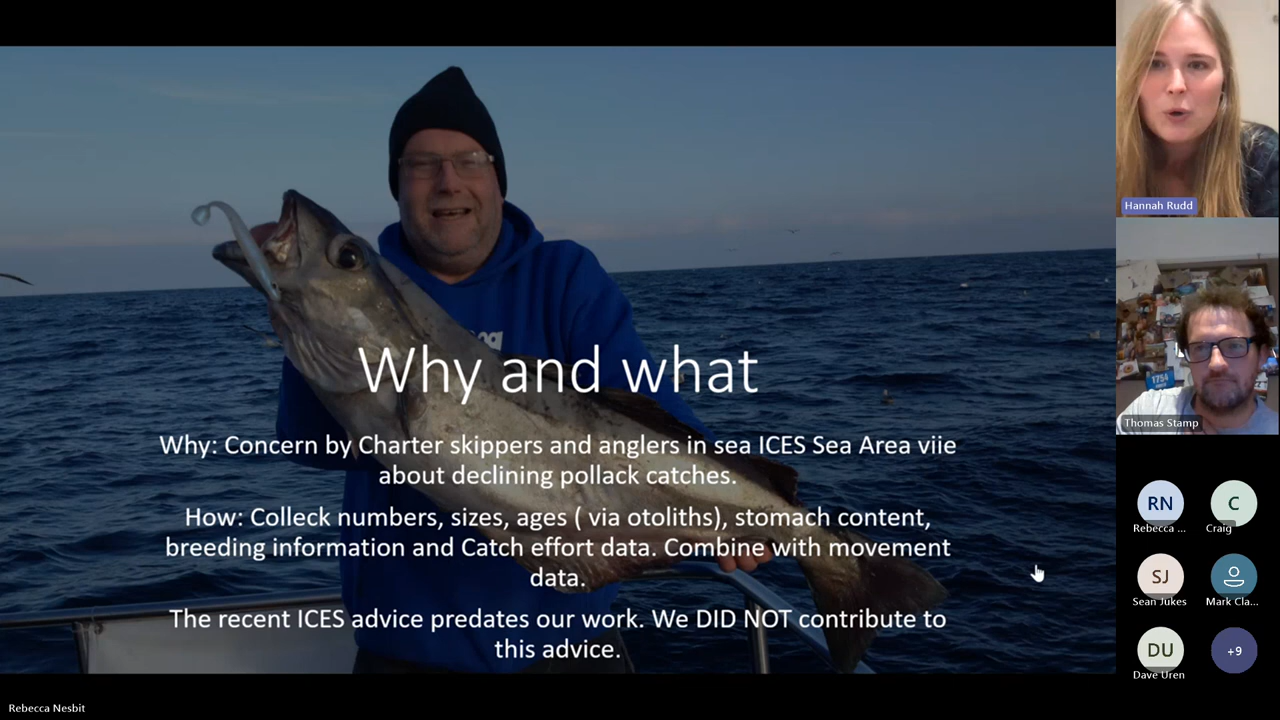 Why and what
Why: Concern by Charter skippers and anglers in sea ICES Sea Area viie
about declining pollack catches.
How: Colleck numbers, sizes, ages ( via otoliths), stomach content,
breeding information and Catch effort data. Combine with movement
data.
The recent ICES advice predates our work. We DID NOT contribute to
this advice.
Hannah Rudd
1754
Thomas Stamp
RN
Rebecca ...
C
Craig
SJ
Sean Jukes
Mark Cla...
DU
Dave Uren
+9
Rebecca Nesbit